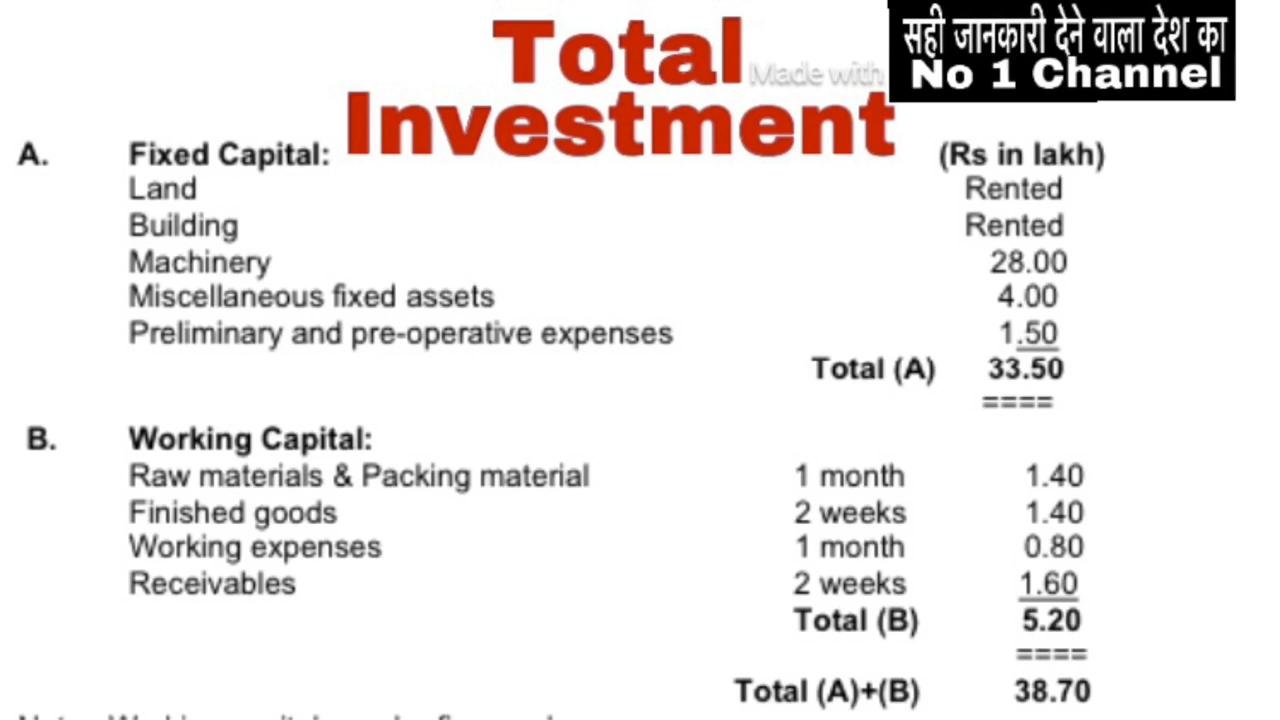 Total
Investment
Made with
सही जानकारी देने वाला देश का
No 1 Channel
A. Fixed Capital: (Rs in lakh)
Land Rented
Building Rented
Machinery 28.00
Miscellaneous fixed assets 4.00
Preliminary and pre-operative expenses 1.50
Total (A) 33.50
====
B. Working Capital:
Raw materials & Packing material 1 month 1.40
Finished goods 2 weeks 1.40
Working expenses 1 month 0.80
Receivables 2 weeks 1.60
Total (B) 5.20
====
Total (A)+(B) 38.70